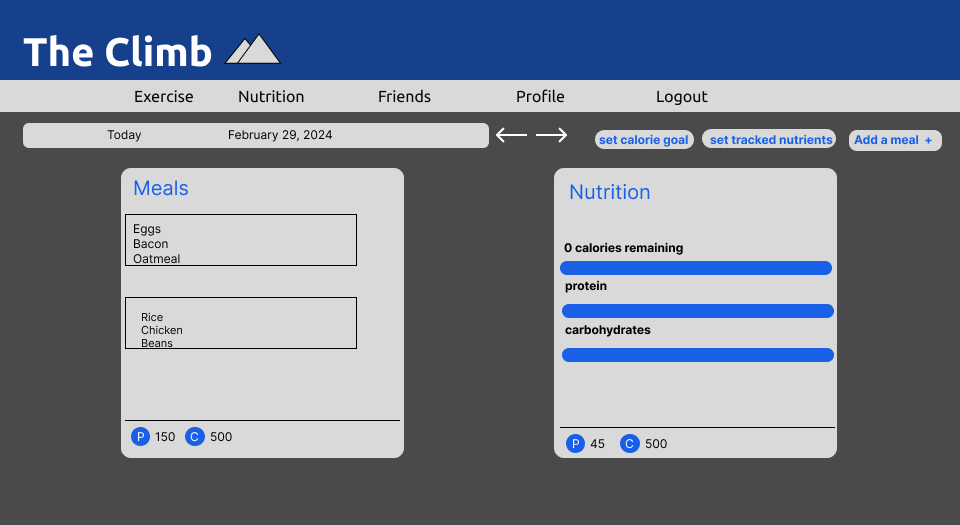 The Climb
Exercise Nutrition Friends Profile Logout
Today February 29, 2024
set calorie goal set tracked nutrients Add a meal +
Meals
Eggs
Bacon
Oatmeal
Rice
Chicken
Beans
P 150 C 500
Nutrition
0 calories remaining
protein
carbohydrates
P 45 C 500